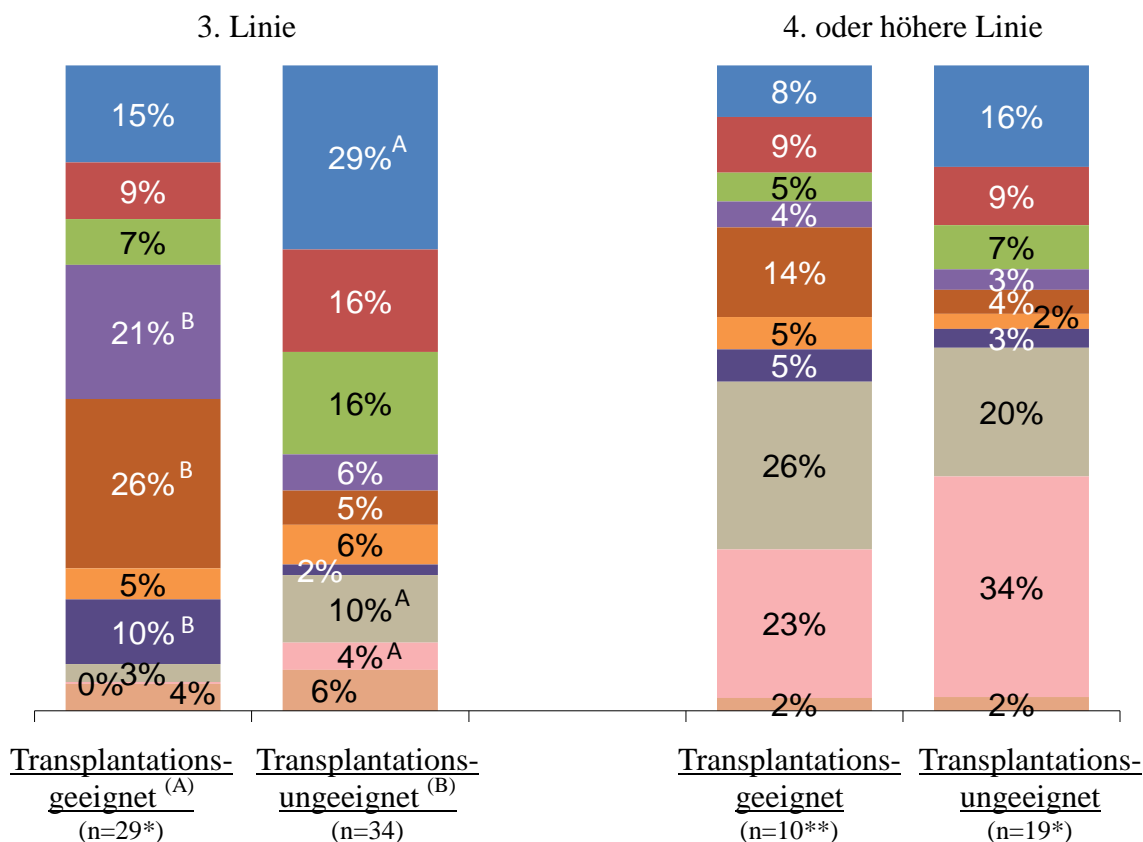 3. Linie
4. oder höhere Linie
15%
9%
7%
21% B
26% B
5%
10% B
3%
0%
4%
29% A
16%
16%
6%
5%
6%
2%
10% A
4% A
6%
8%
9%
5%
4%
14%
5%
5%
26%
23%
2%
16%
9%
7%
3%
4%
2%
3%
20%
34%
2%
Transplantations-
geeignet (A)
(n=29*)
Transplantations-
ungeeignet (B)
(n=34)
Transplantations-
geeignet
(n=10**)
Transplantations-
ungeeignet
(n=19*)